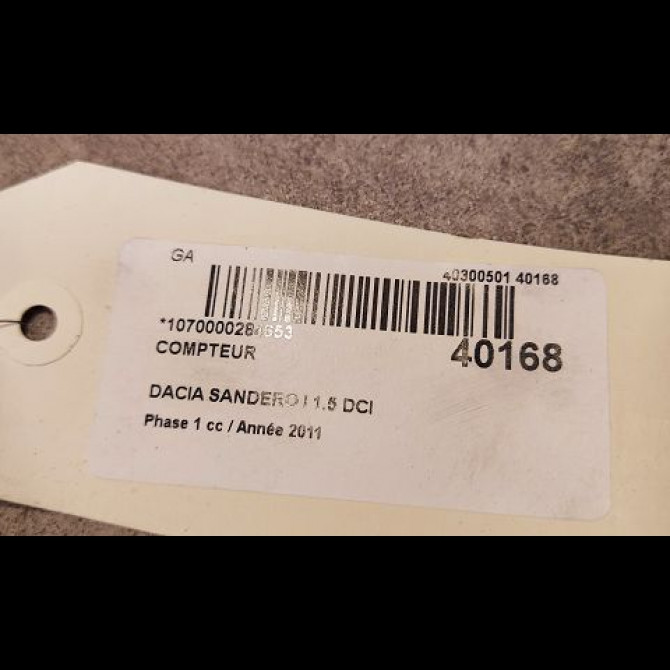 GA
40300501 40168
COMPTEUR
40168
DACIA SANDERO I 1.5 DCI
Phase 1 cc / Année 2011